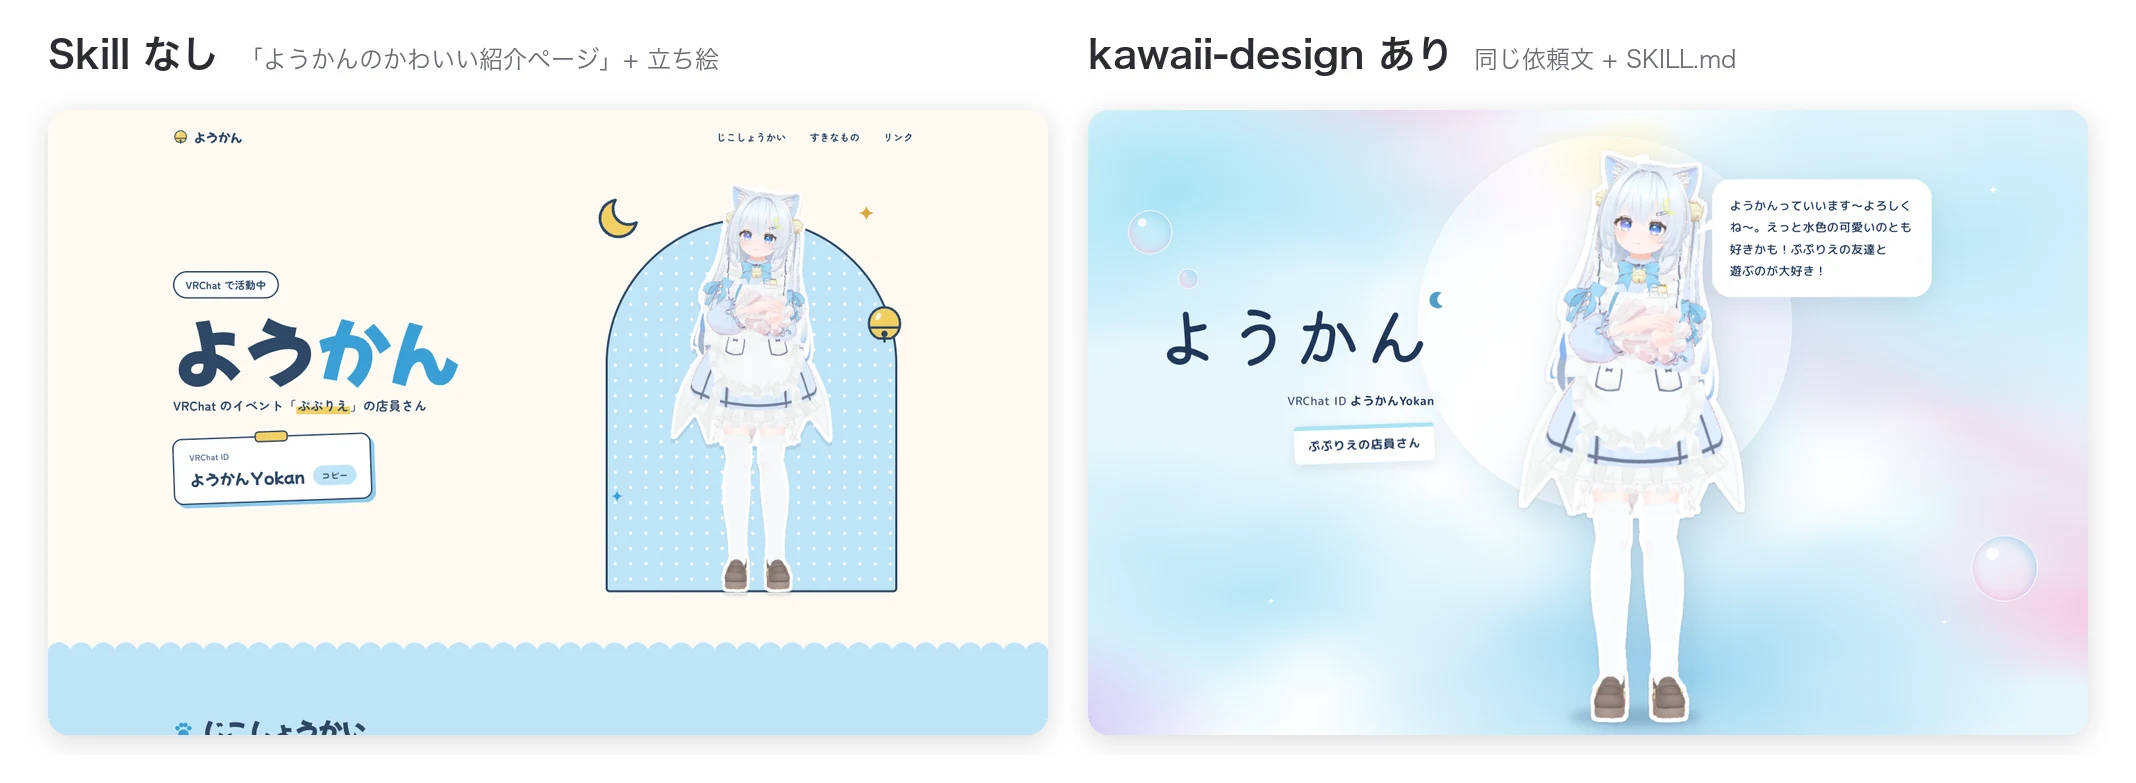 Skill なし 「ようかんのかわいい紹介ページ」+ 立ち絵
ようかん
じこしょうかい すきなもの リンク
VRChat で活動中
ようかん
VRChat のイベント「ぷぷりえ」の店員さん
VRChat ID
ようかんYokan コピー
じこしょうかい
kawaii-design あり 同じ依頼文 + SKILL.md
ようかん
VRChat ID ようかんYokan
ぷぷりえの店員さん
ようかんっていいます〜よろしく
ね〜。えっと水色の可愛いのとも
好きかも！ぷぷりえの友達と
遊ぶのが大好き！